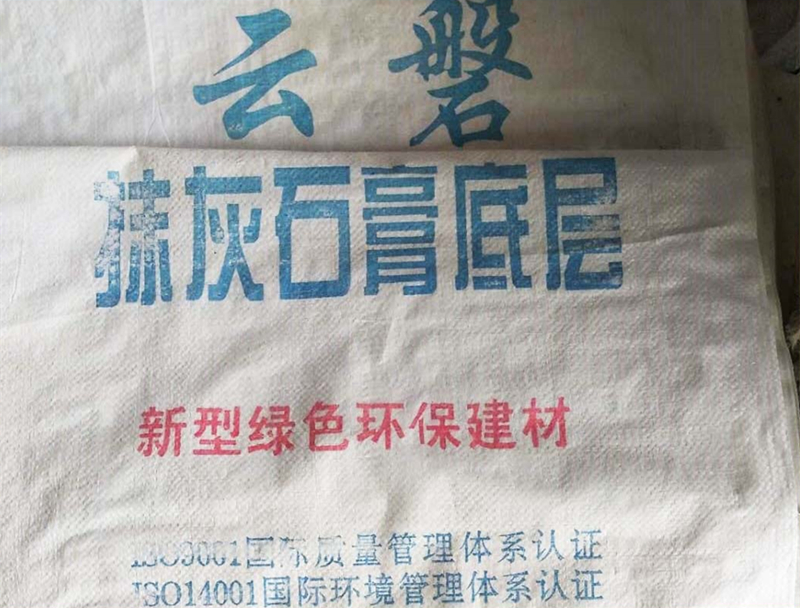 云磐
抹灰石膏底层
新型绿色环保建材
ISO9001国际质量管理体系认证
ISO14001国际环境管理体系认证